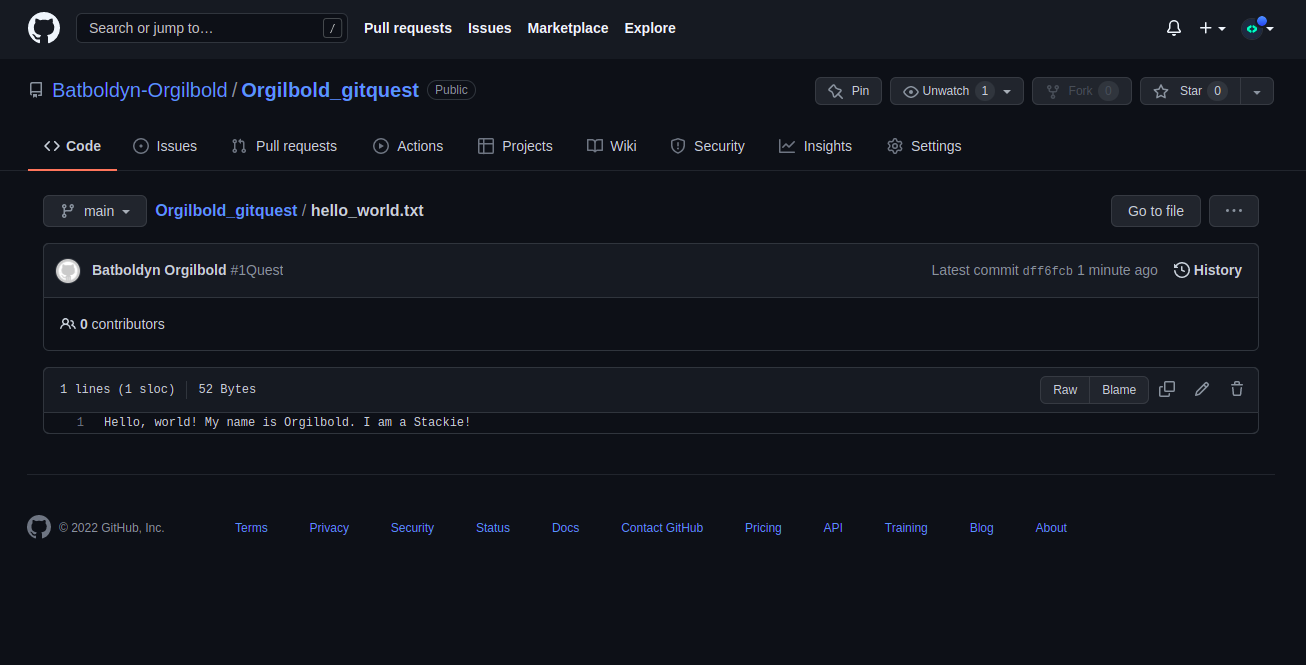 Search or jump to… /
Pull requests Issues Marketplace Explore
Batboldyn-Orgilbold / Orgilbold_gitquest Public
Pin Unwatch 1 Fork 0 Star 0
Code Issues Pull requests Actions Projects Wiki Security Insights Settings
main Orgilbold_gitquest / hello_world.txt Go to file ...
Batboldyn Orgilbold #1Quest Latest commit dff6fcb 1 minute ago History
0 contributors
1 lines (1 sloc) 52 Bytes Raw Blame
1 Hello, world! My name is Orgilbold. I am a Stackie!
© 2022 GitHub, Inc. Terms Privacy Security Status Docs Contact GitHub Pricing API Training Blog About